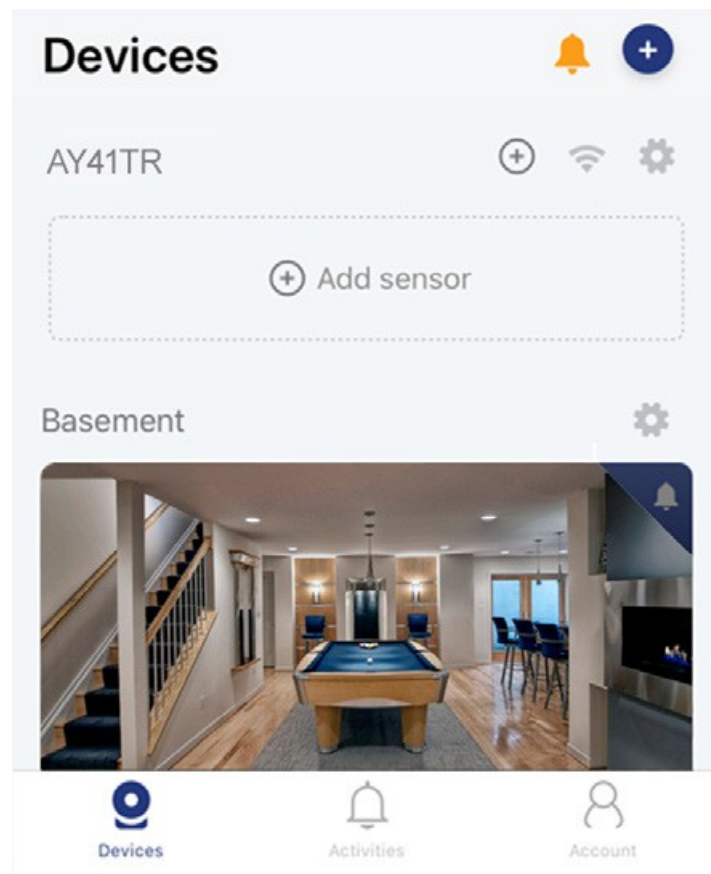 Devices
AY41TR
Add sensor
Basement
Devices Activities Account